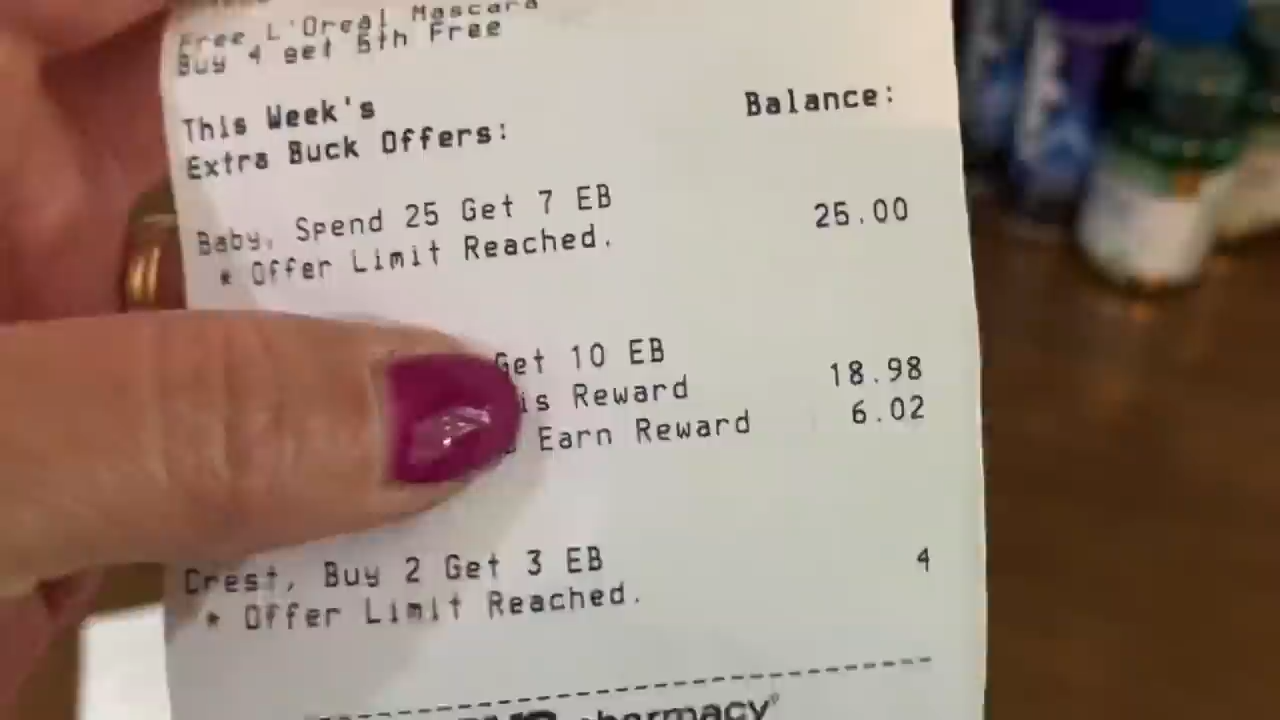 Free L'Oreal Mascara
Buy 4 get 5th Free
This Week's
Extra Buck Offers:
Balance:
Baby, Spend 25 Get 7 EB 25.00
* Offer Limit Reached.
Get 10 EB
Reward 18.98
Earn Reward 6.02
Crest, Buy 2 Get 3 EB 4
* Offer Limit Reached.
pharmacy®